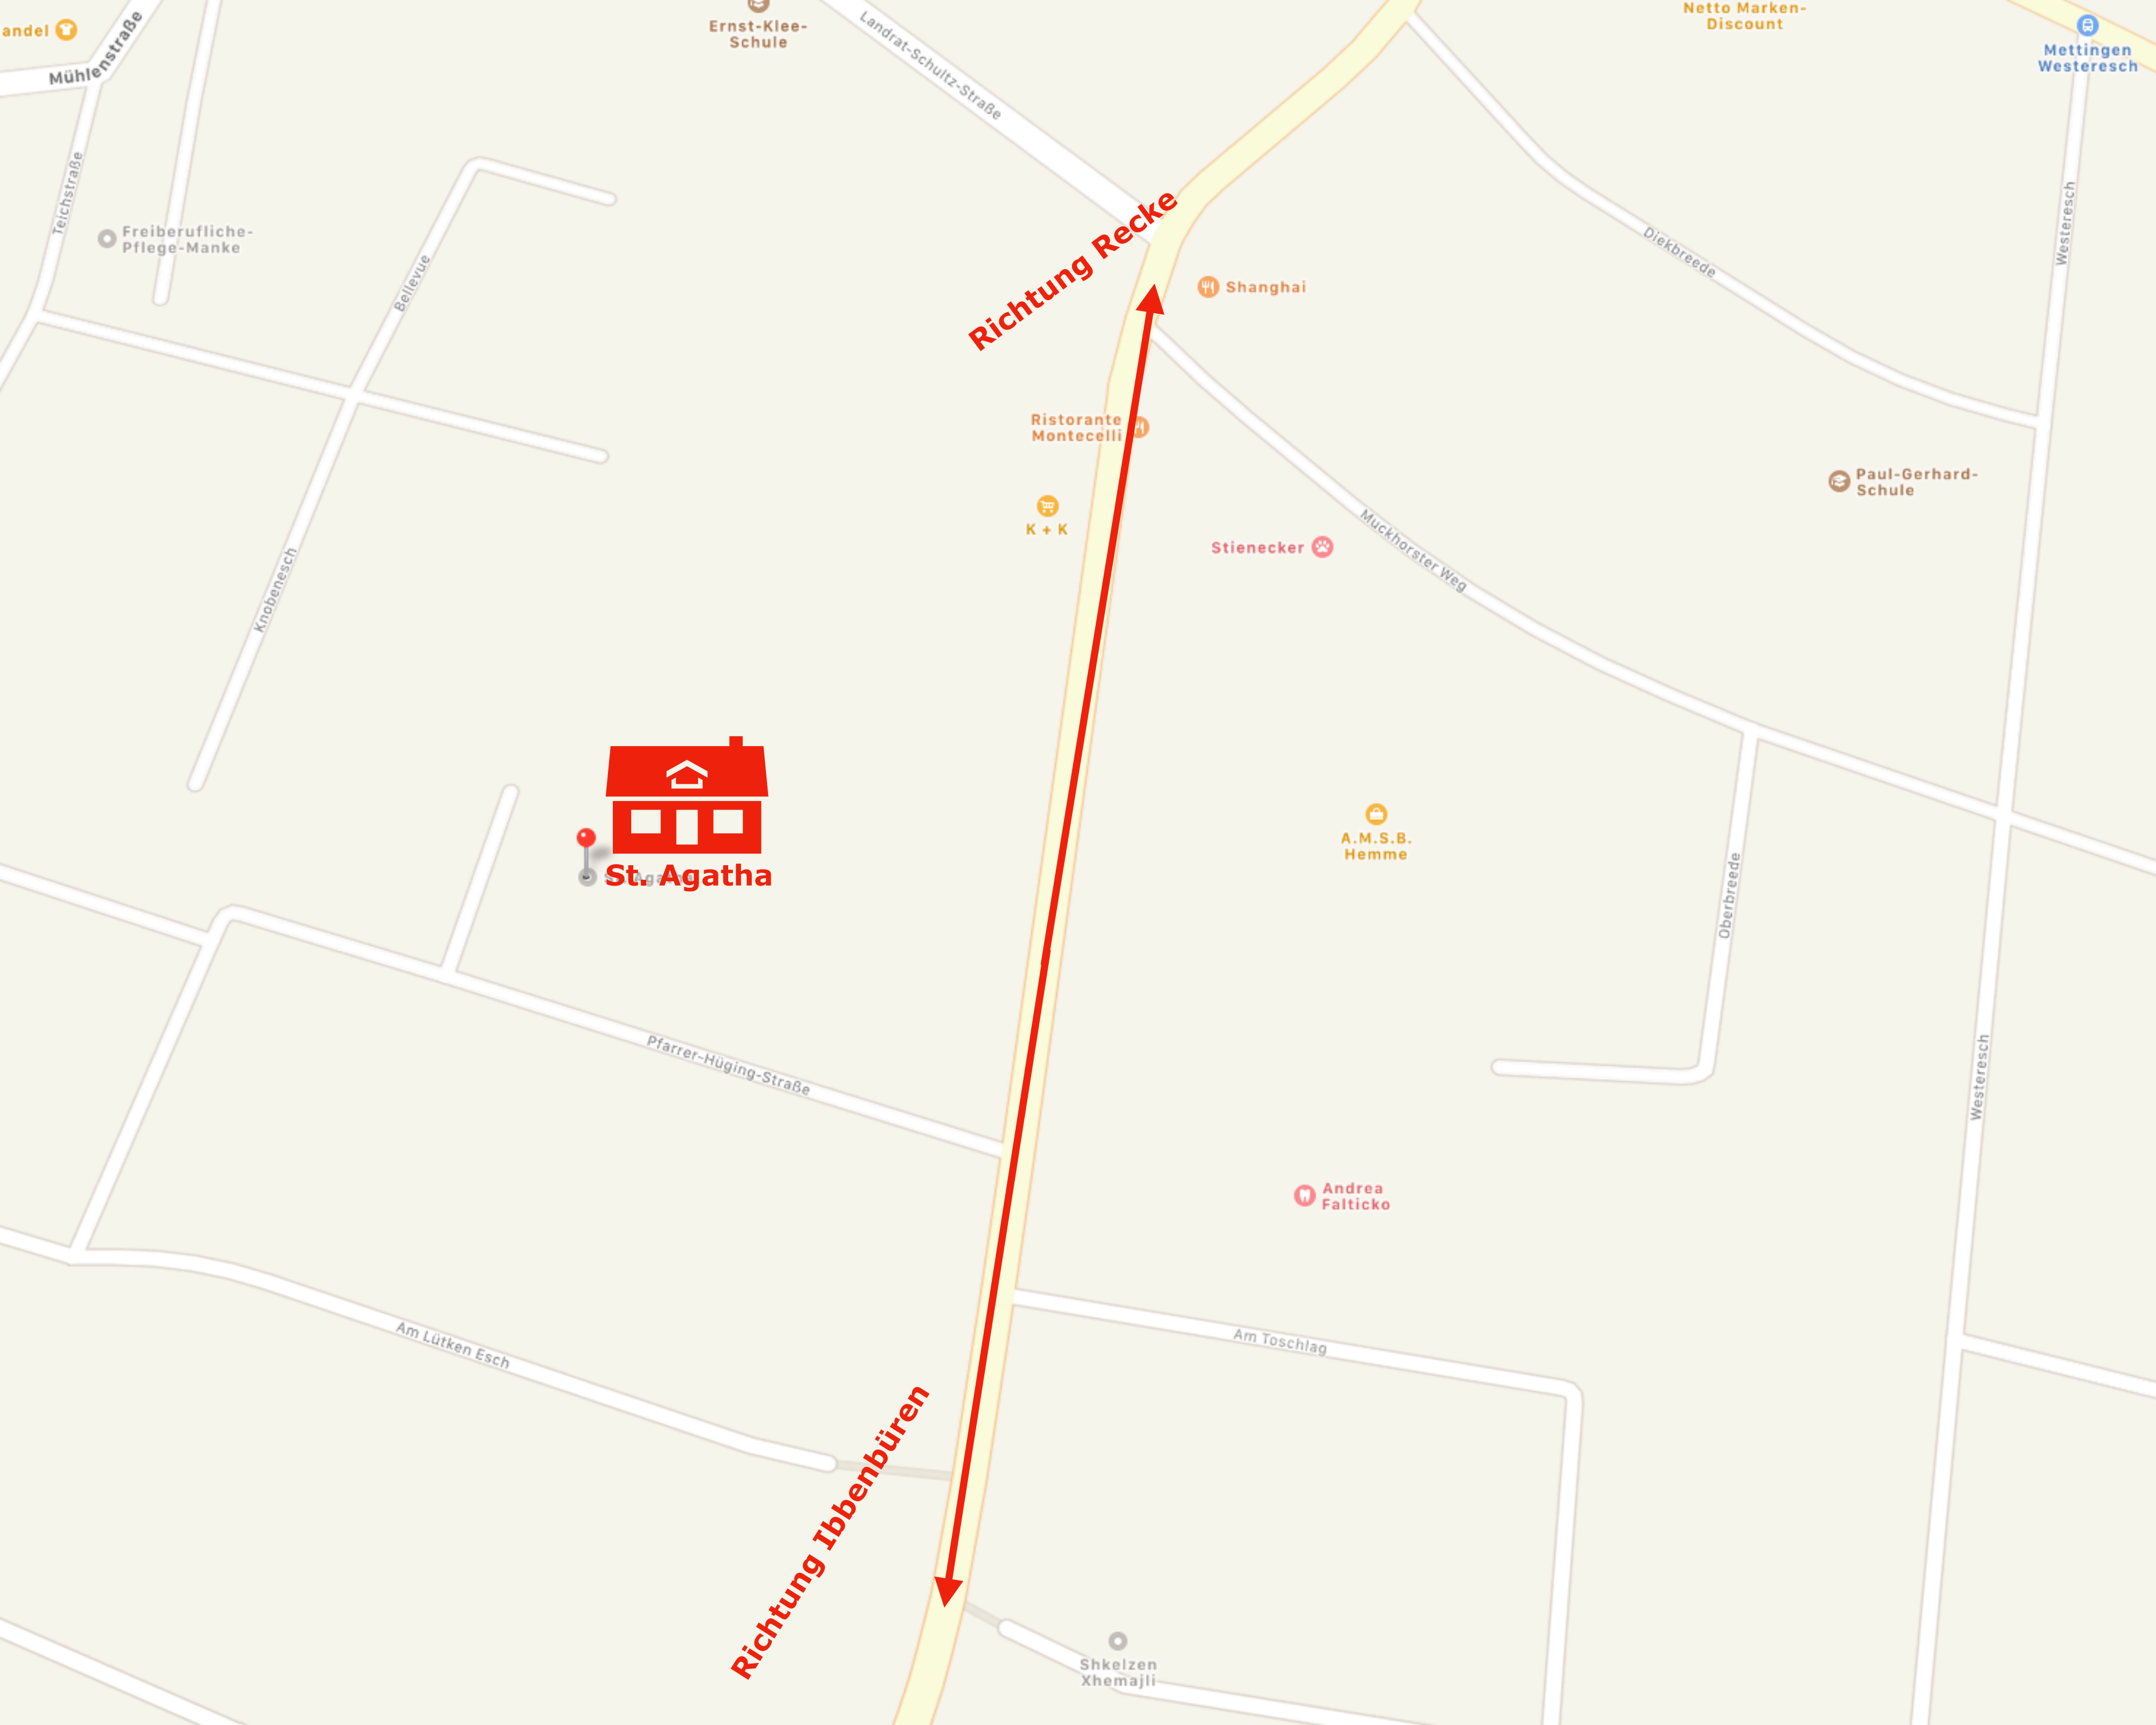 andel
Mühlenstraße
Ernst-Klee-
Schule
Landrat-Schultz-Straße
Netto Marken-
Discount
Mettingen
Westeresch
Teichstraße
Freiberufliche-
Pflege-Manke
Bellevue
Richtung Recke
Shanghai
Diekbreede
Westeresch
Ristorante
Montecelli
K + K
Stienecker
Muckhorster Weg
Paul-Gerhard-
Schule
Knobenesch
St. Agatha
A.M.S.B.
Hemme
Oberbreede
Pfarrer-Hüging-Straße
Westeresch
Andrea
Falticko
Am Lütken Esch
Am Toschlag
Richtung Ibbenbüren
Shkelzen
Xhemajli